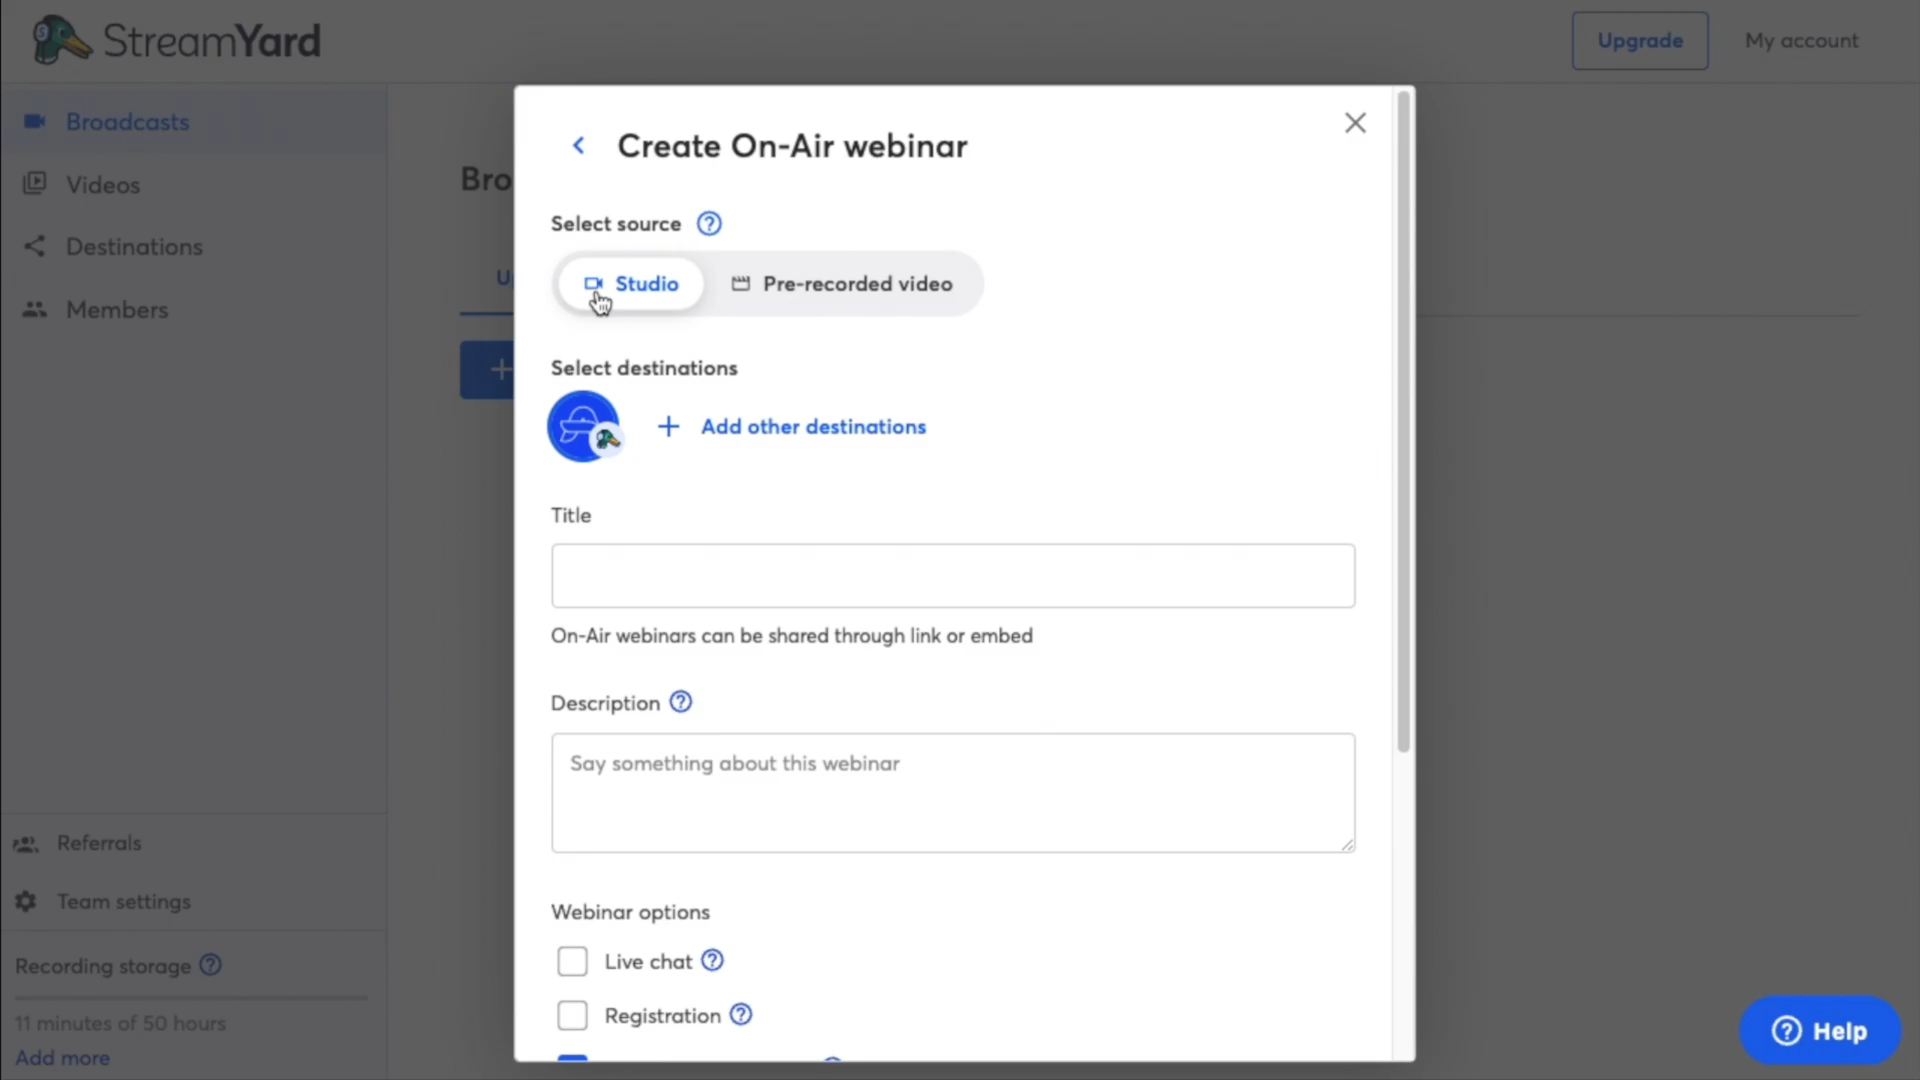 StreamYard
Upgrade
My account
Broadcasts
Videos
Destinations
Members
Referrals
Team settings
Recording storage
11 minutes of 50 hours
Add more
Bro
Create On-Air webinar
Select source
Studio
Pre-recorded video
Select destinations
+ Add other destinations
Title
On-Air webinars can be shared through link or embed
Description
Say something about this webinar
Webinar options
Live chat
Registration
Help